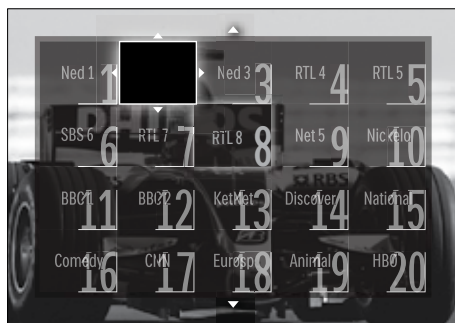 Ned 1 1 Ned 3 3 RTL 4 4 RTL 5 5
SBS 6 6 RTL 7 7 RTL 8 8 Net 5 9 Nickelo 10
BBC1 11 BBC2 12 KetNet 13 Discover 14 National 15
Comedy 16 CNN 17 Eurosp 18 Animal 19 HBO 20
RBS